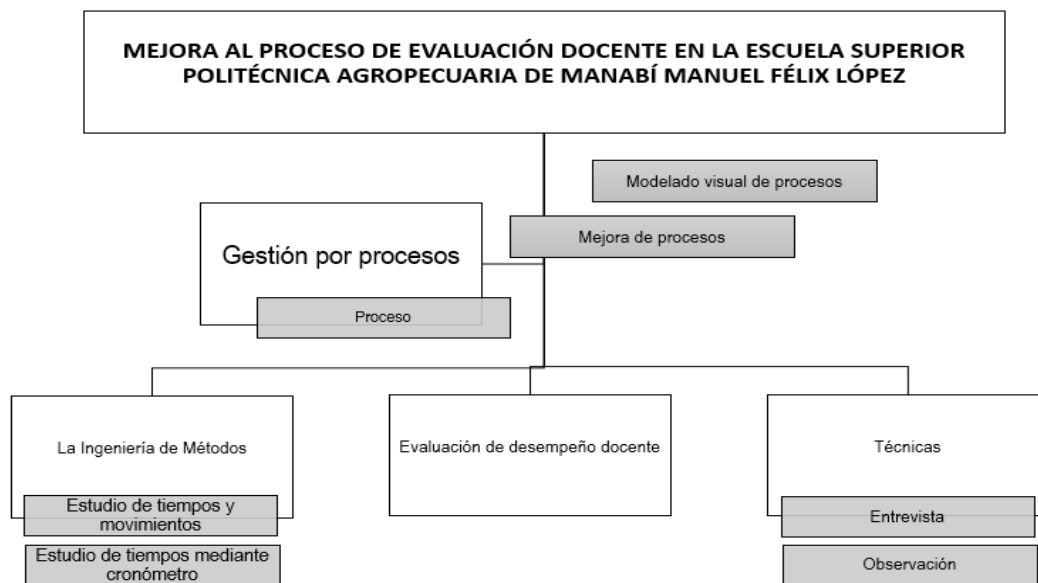 MEJORA AL PROCESO DE EVALUACIÓN DOCENTE EN LA ESCUELA SUPERIOR
POLITÉCNICA AGROPECUARIA DE MANABÍ MANUEL FÉLIX LÓPEZ
Modelado visual de procesos
Mejora de procesos
Gestión por procesos
Proceso
La Ingeniería de Métodos
Estudio de tiempos y
movimientos
Estudio de tiempos mediante
cronómetro
Evaluación de desempeño docente
Técnicas
Entrevista
Observación